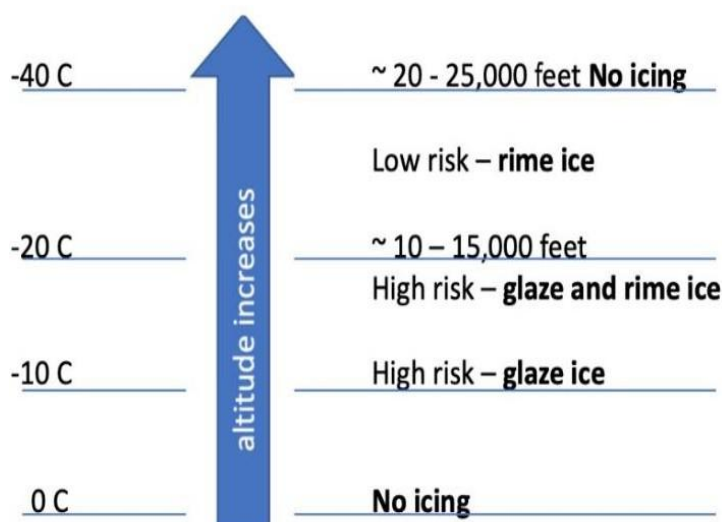 -40 C
~ 20 - 25,000 feet No icing
Low risk – rime ice
-20 C
~ 10 – 15,000 feet
High risk – glaze and rime ice
-10 C
High risk – glaze ice
0 C
No icing
altitude increases